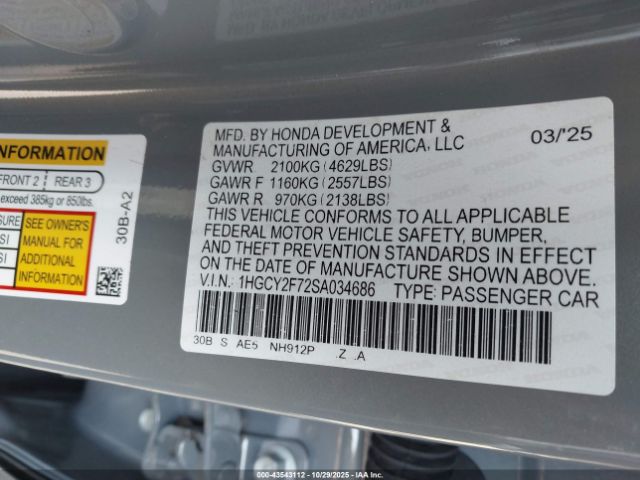 NFORMATION
FRONT 2 REAR 3
exceed 385kg or 850lbs.
SURE
SI
SI
SEE OWNER'S
MANUAL FOR
ADDITIONAL
INFORMATION
30B-A2
MFD. BY HONDA DEVELOPMENT & 03/'25
MANUFACTURING OF AMERICA, LLC
GVWR 2100KG (4629LBS)
GAWR F 1160KG (2557LBS)
GAWR R 970KG (2138LBS)
THIS VEHICLE CONFORMS TO ALL APPLICABLE
FEDERAL MOTOR VEHICLE SAFETY, BUMPER,
AND THEFT PREVENTION STANDARDS IN EFFECT
ON THE DATE OF MANUFACTURE SHOWN ABOVE.
V.I.N.: 1HGCY2F72SA034686 TYPE: PASSENGER CAR
30B S AE5 NH912P .Z .A
000-43543112 - 10/29/2025 - IAAI.COM